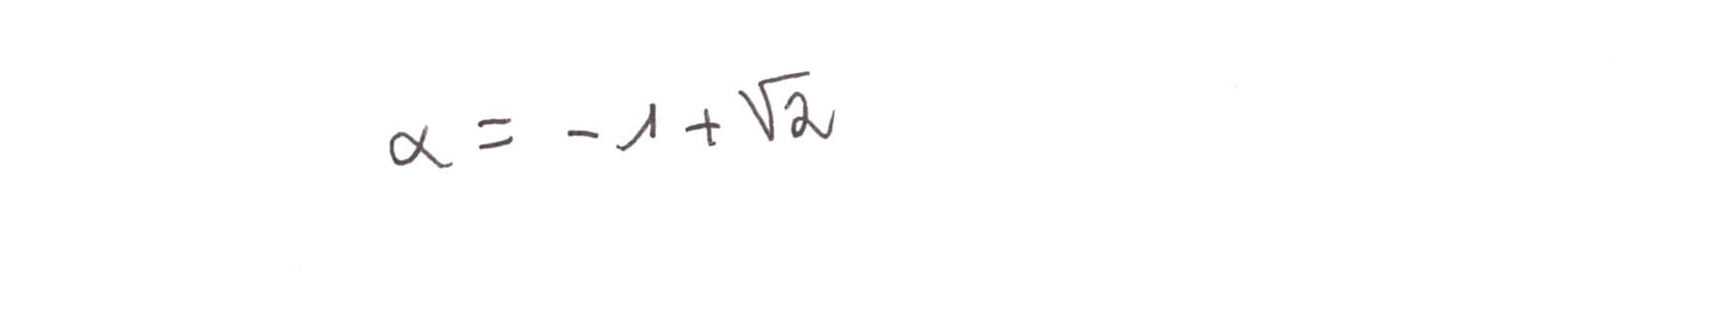 α = -1 + √2